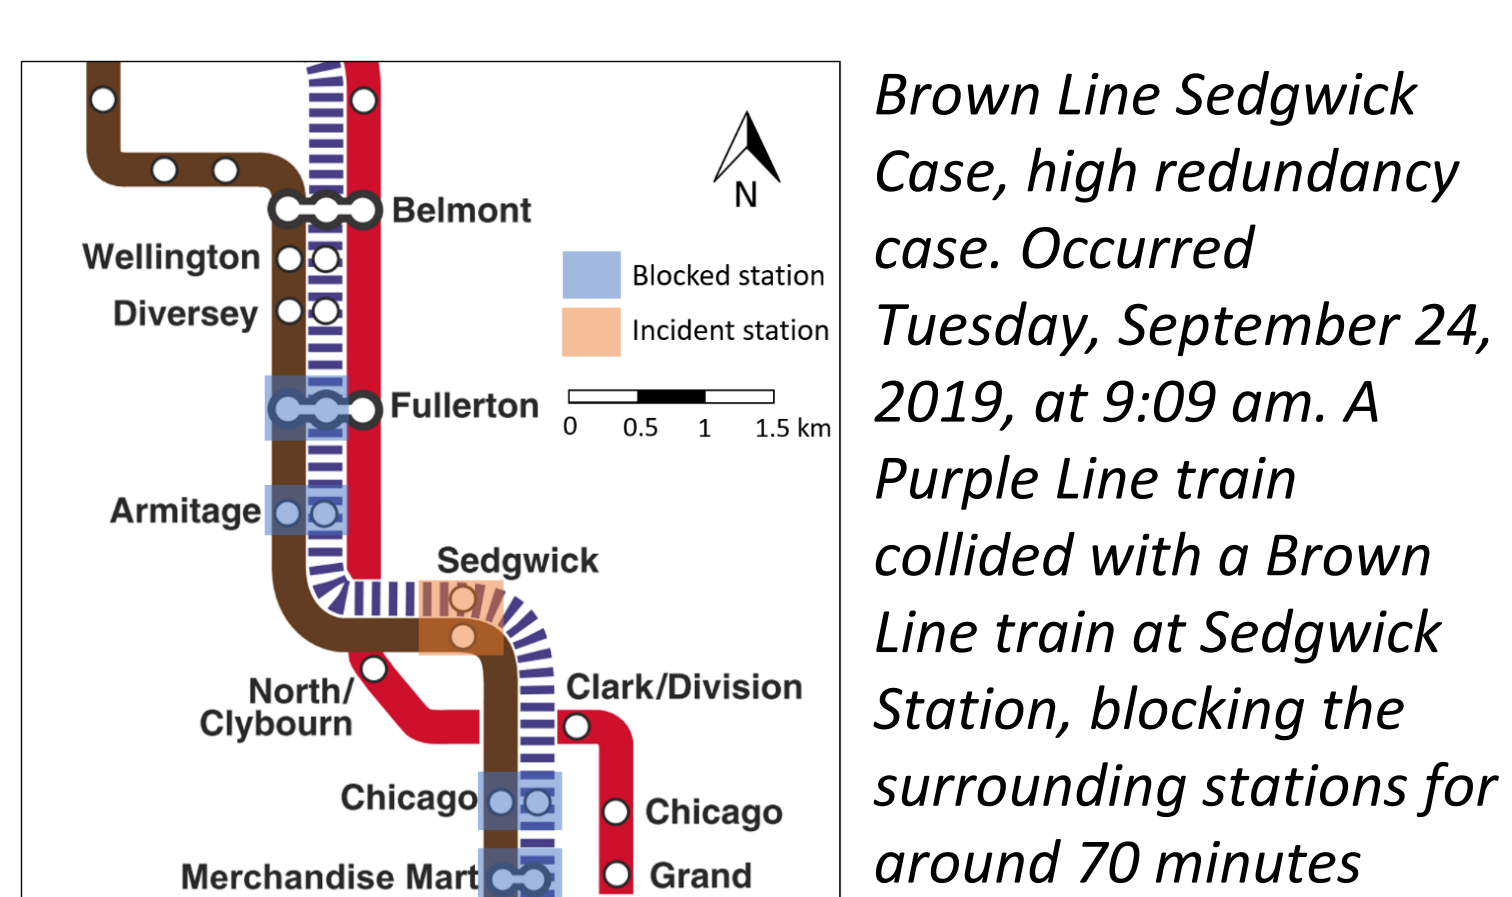 Belmont
Wellington
Diversey
Fullerton
Armitage
Sedgwick
North/
Clybourn
Clark/Division
Chicago
Chicago
Merchandise Mart
Grand
N
Blocked station
Incident station
0 0.5 1 1.5 km
Brown Line Sedgwick
Case, high redundancy
case. Occurred
Tuesday, September 24,
2019, at 9:09 am. A
Purple Line train
collided with a Brown
Line train at Sedgwick
Station, blocking the
surrounding stations for
around 70 minutes